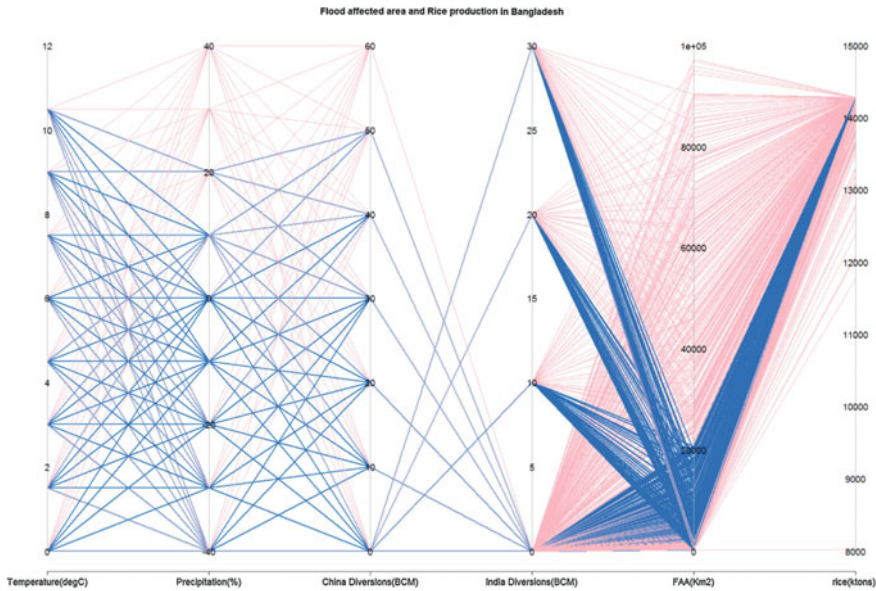 Flood affected area and Rice production in Bangladesh
12 40 60 30 1e+05 15000
14000
10 50 25
13000
20 80000
8 40 20
12000
60000
6 0 30 15
11000
4 20 10 40000
10000
-20
20000
9000
2 10 5
0 -40 0 0 0 8000
Temperature(degC) Precipitation(%) China Diversions(BCM) India Diversions(BCM) FAA(Km2) rice(ktons)